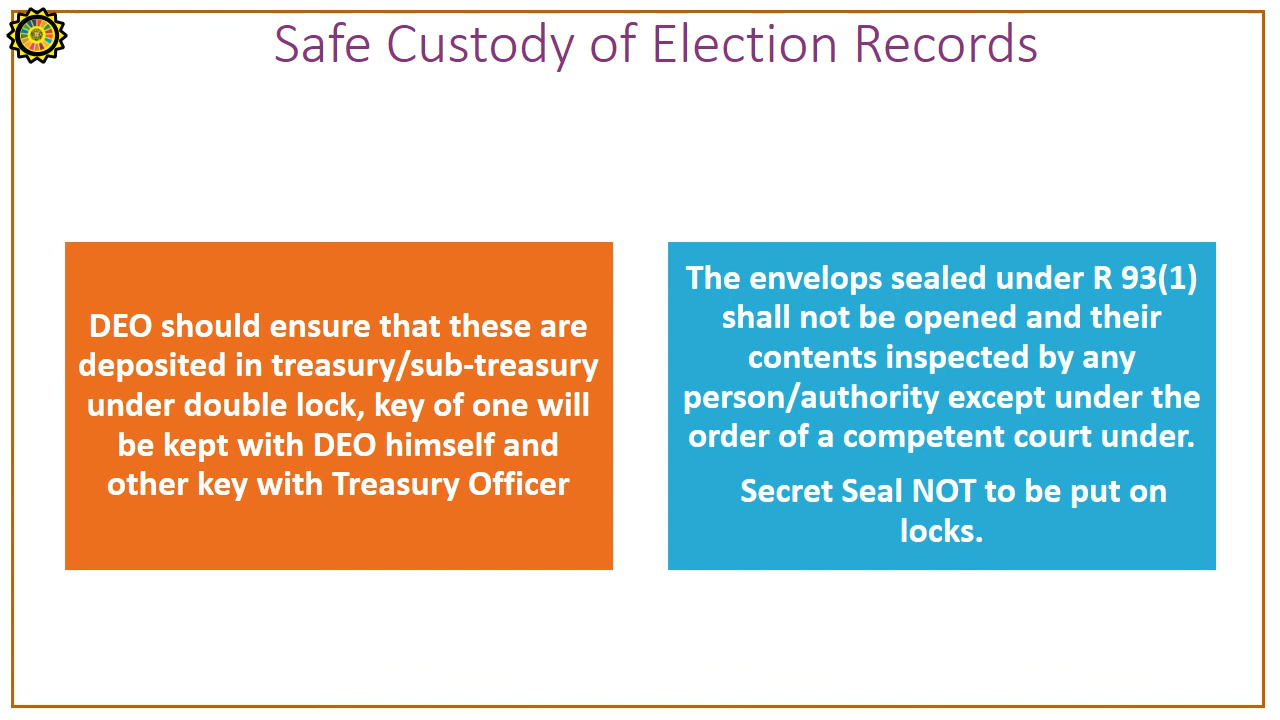 Safe Custody of Election Records
DEO should ensure that these are
deposited in treasury/sub-treasury
under double lock, key of one will
be kept with DEO himself and
other key with Treasury Officer
The envelops sealed under R 93(1)
shall not be opened and their
contents inspected by any
person/authority except under the
order of a competent court under.
Secret Seal NOT to be put on
locks.